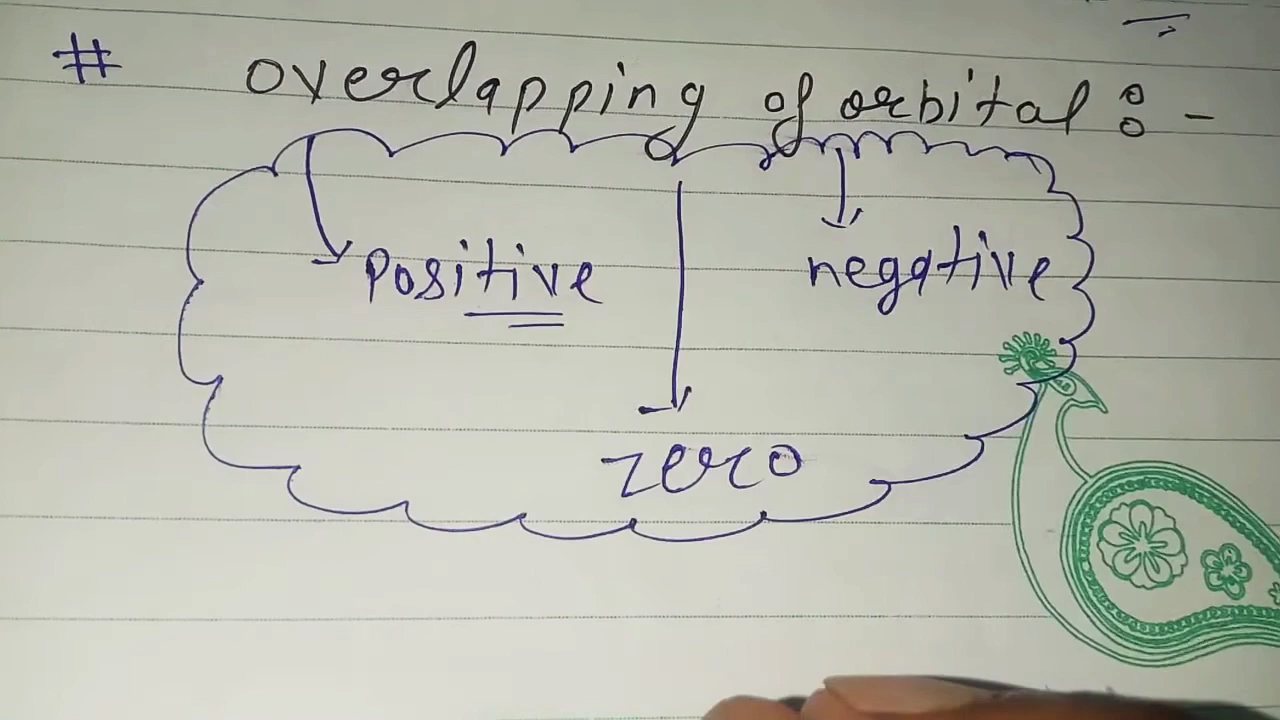 # overlapping of orbital :-
positive negative
zero